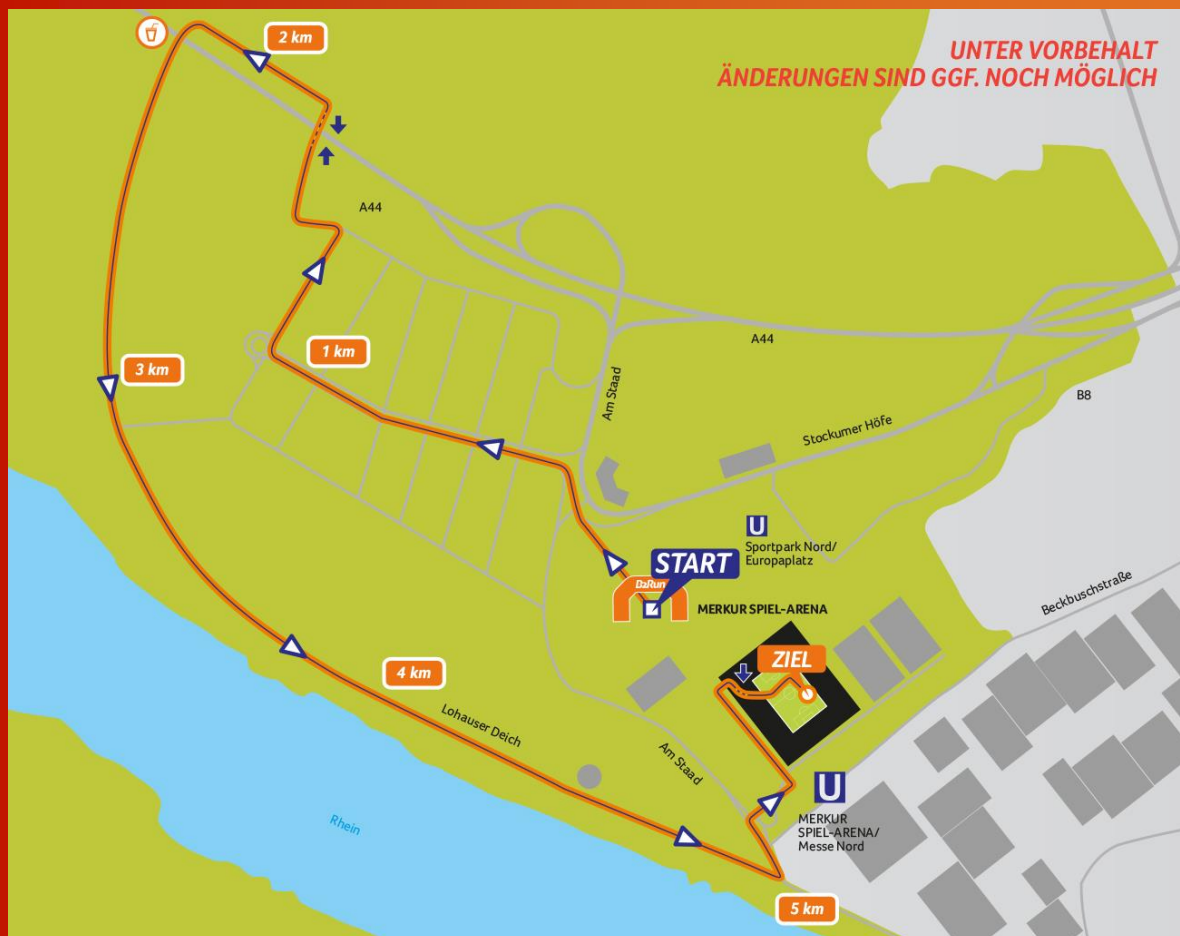 UNTER VORBEHALT
ÄNDERUNGEN SIND GGF. NOCH MÖGLICH
2 km
A44
1 km
A44
3 km
Am Staad
B8
Stockumer Höfe
U
Sportpark Nord/
Europaplatz
START
B2Run
MERKUR SPIEL-ARENA
Beckbuschstraße
ZIEL
4 km
Lohauser Deich
Am Staad
U
MERKUR
SPIEL-ARENA/
Messe Nord
Rhein
5 km